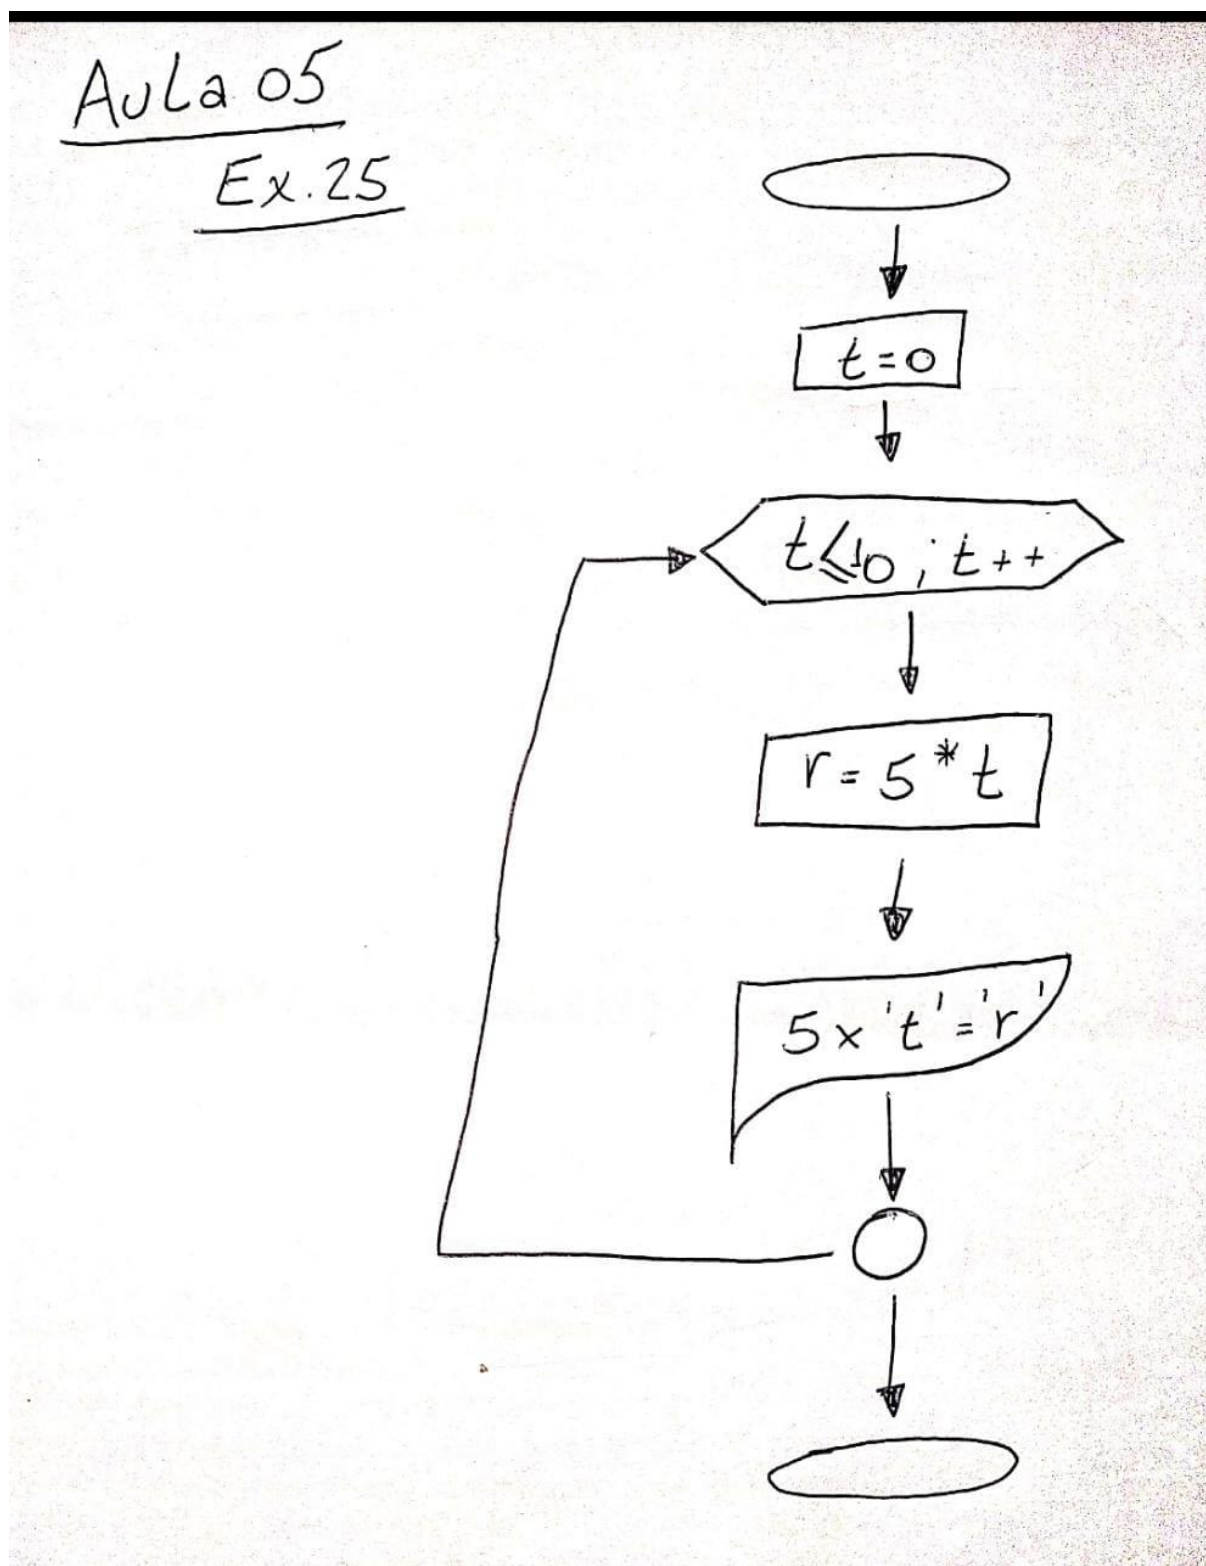 Aula 05
Ex. 25
t = 0
t ≤ 10 ; t++
r = 5 * t
5 x 't' = 'r'